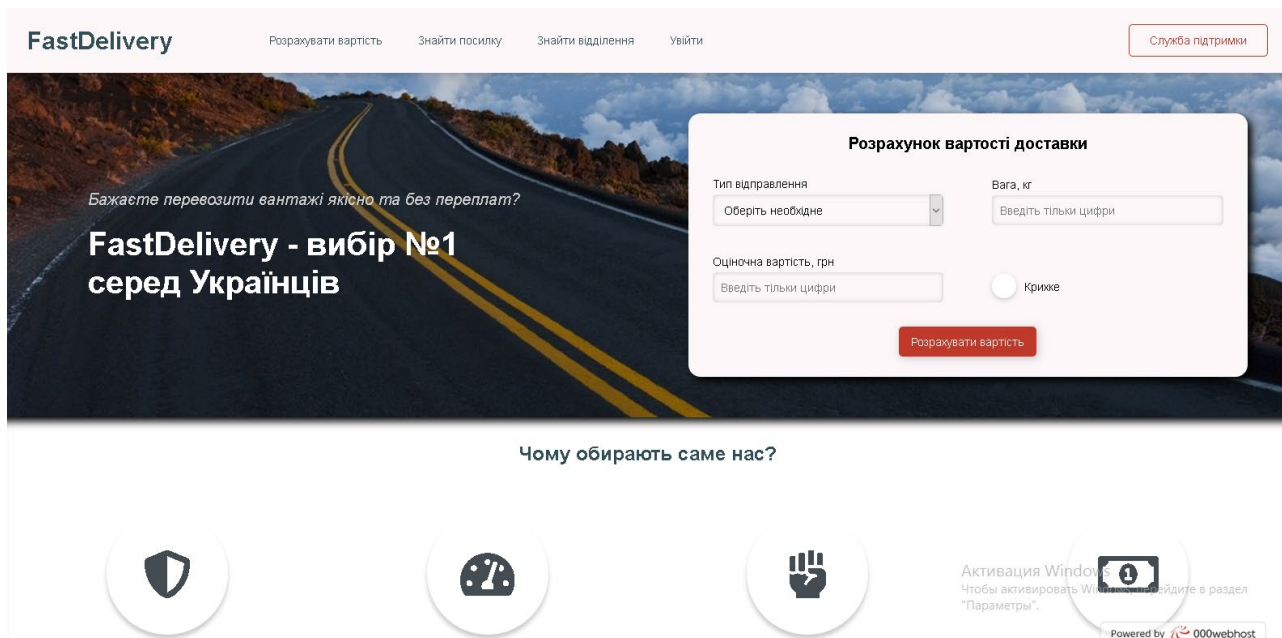 FastDelivery
Розрахувати вартість
Знайти посилку
Знайти відділення
Увійти
Служба підтримки
Бажаєте перевозити вантажі якісно та без переплат?
FastDelivery - вибір №1
серед Українців
Розрахунок вартості доставки
Тип відправлення
Вага, кг
Оберіть необхідне
Введіть тільки цифри
Оціночна вартість, грн
Введіть тільки цифри
Крихке
Розрахувати вартість
Чому обирають саме нас?
1
Активация Windows
Чтобы активировать Windows, перейдите в раздел
"Параметры".
Powered by 000webhost